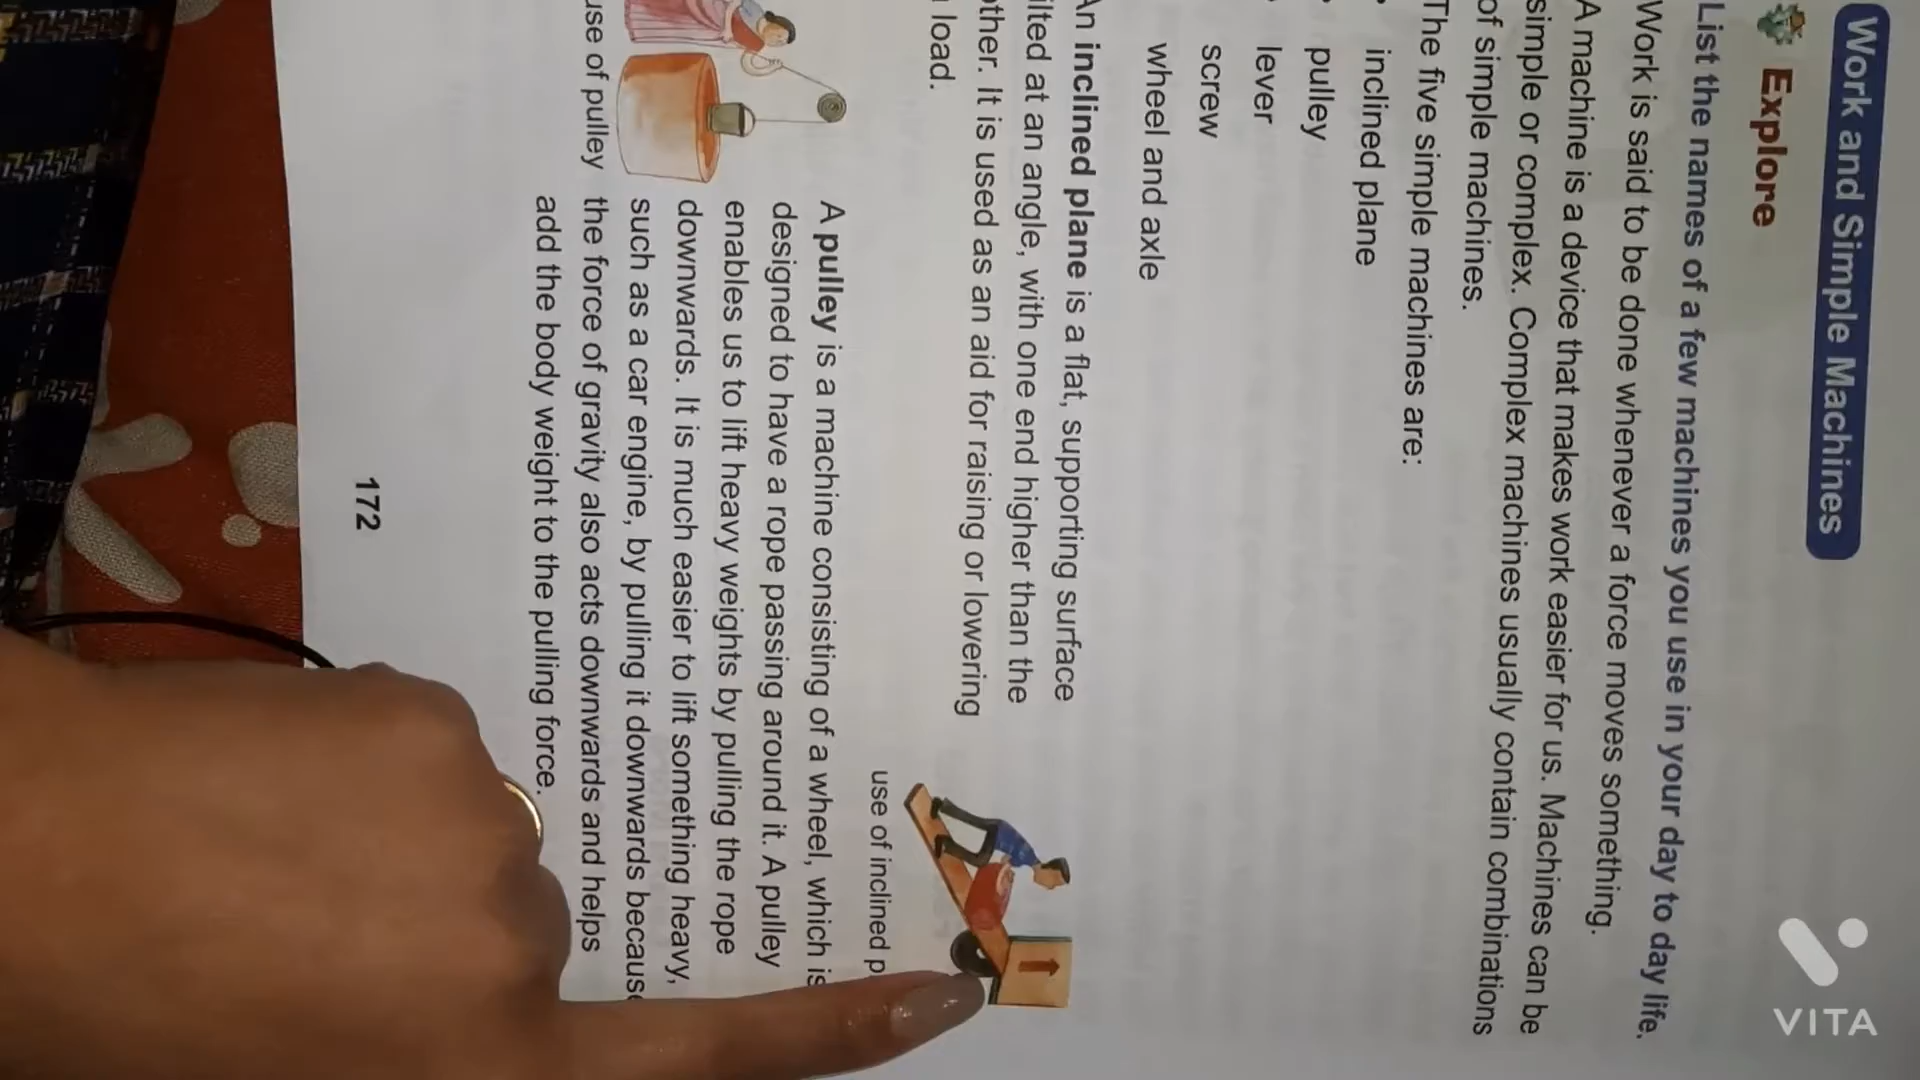 Work and Simple Machines
Explore
List the names of a few machines you use in your day to day life.
Work is said to be done whenever a force moves something.
A machine is a device that makes work easier for us. Machines can be
simple or complex. Complex machines usually contain combinations
of simple machines.
The five simple machines are:
inclined plane
pulley
lever
screw
wheel and axle
An inclined plane is a flat, supporting surface
ilted at an angle, with one end higher than the
other. It is used as an aid for raising or lowering
load.
use of inclined p
A pulley is a machine consisting of a wheel, which is
designed to have a rope passing around it. A pulley
enables us to lift heavy weights by pulling the rope
downwards. It is much easier to lift something heavy,
such as a car engine, by pulling it downwards because
the force of gravity also acts downwards and helps
add the body weight to the pulling force.
use of pulley
172
VITA